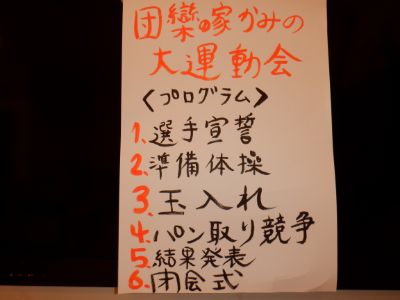 団欒の家かみの
大運動会
〈プログラム〉
1.選手宣誓
2.準備体操
3.玉入れ
4.パン取り競争
5.結果発表
6.閉会式